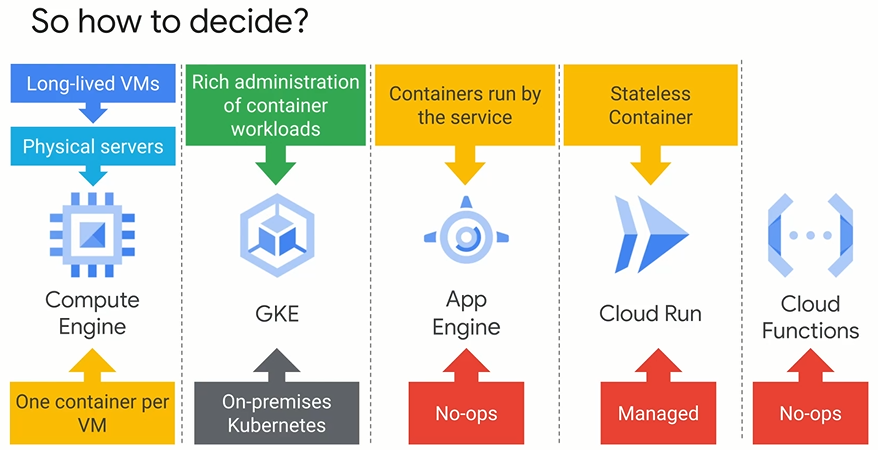 So how to decide?
Long-lived VMs
Physical servers
Compute
Engine
One container per
VM
Rich administration
of container
workloads
GKE
On-premises
Kubernetes
Containers run by
the service
App
Engine
No-ops
Stateless
Container
Cloud Run
Managed
Cloud
Functions
No-ops